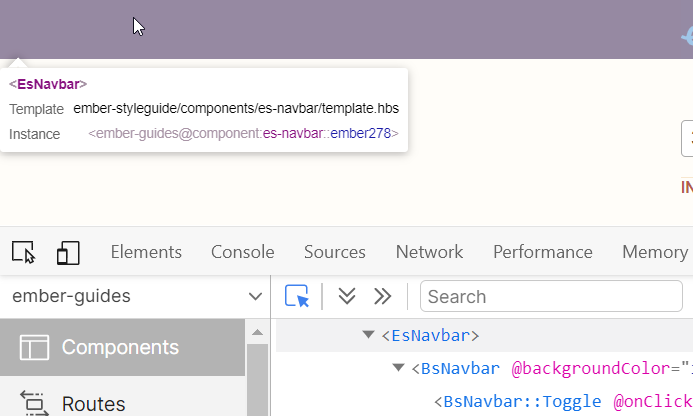 <EsNavbar>
Template ember-styleguide/components/es-navbar/template.hbs
Instance <ember-guides@component:es-navbar::ember278>
IN
Elements Console Sources Network Performance Memory
ember-guides
Search
Components
<EsNavbar>
<BsNavbar @backgroundColor="
Routes
<BsNavbar::Toggle @onClick